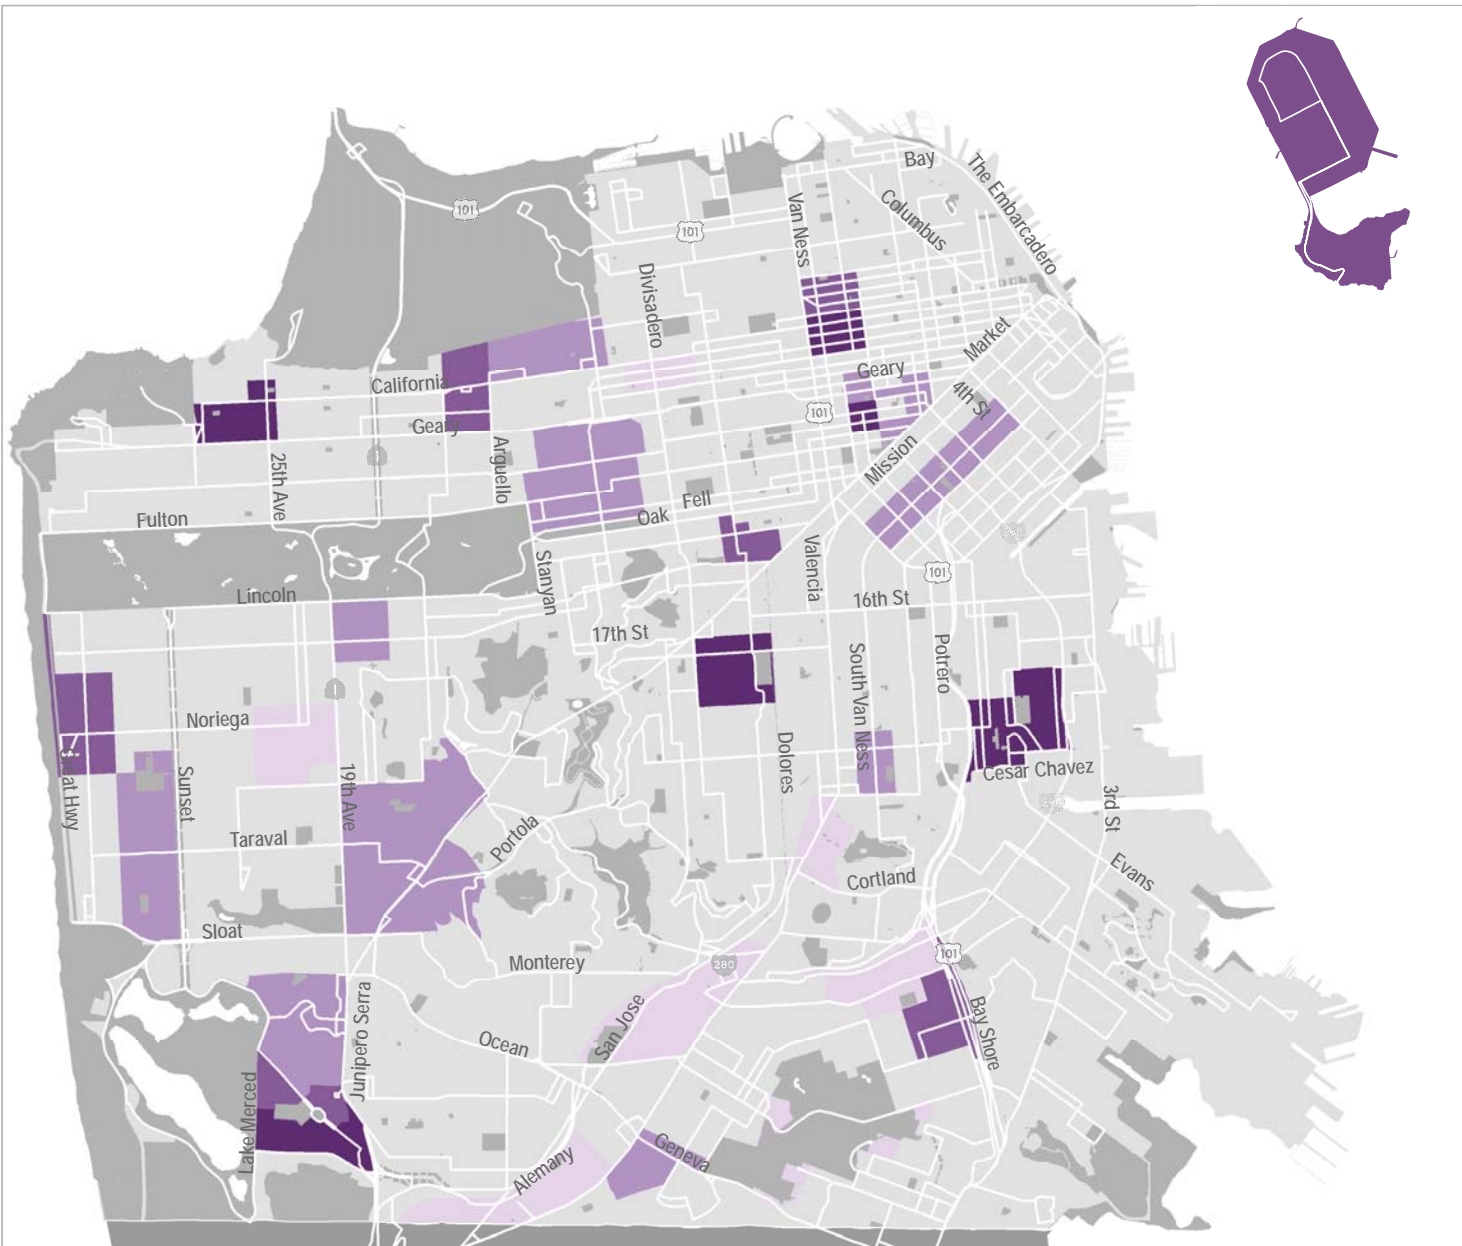 Bay
The Embarcadero
Columbus
Van Ness
101
101
Divisadero
Market
California
Geary
4th St
Geary
101
Arguello
25th Ave
Mission
Fell
Oak
Fulton
Stanyan
Valencia
101
Lincoln
16th St
17th St
Potrero
South Van Ness
1
Noriega
Dolores
Cesar Chavez
Great Hwy
Sunset
19th Ave
3rd St
Taraval
Portola
Evans
Cortland
Sloat
Monterey
280
101
San Jose
Junipero Serra
Ocean
Bay Shore
Lake Merced
Geneva
Alemany